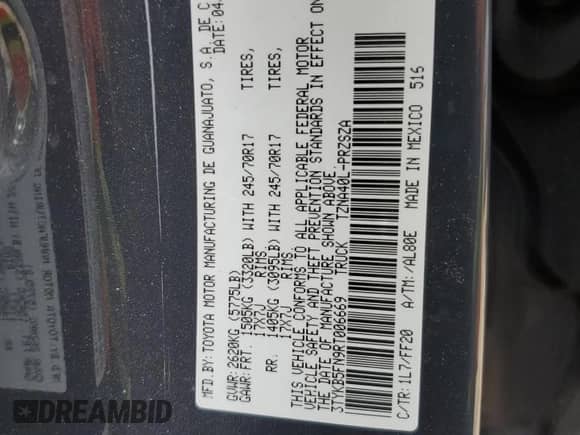 MFD.BY:TOYOTA MOTOR MANUFACTURING DE GUANAJUATO, S.A.DE C
DATE:04
GVWR:2620KG (5775LB)
GAWR:FRT. 1505KG (3320LB) WITH 245/70R17 TIRES,
17X7J RIMS
RR. 1405KG (3095LB) WITH 245/70R17 TIRES,
17X7J RIMS
THIS VEHICLE CONFORMS TO ALL APPLICABLE FEDERAL MOTOR
VEHICLE SAFETY AND THEFT PREVENTION STANDARDS IN EFFECT ON
THE DATE OF MANUFACTURE SHOWN ABOVE.
3TYKB5FN9RT006669 TRUCK TZNA40L-PRZSZA
C/TR:1L7/FF20 A/TM:/AL80E MADE IN MEXICO 516
AUTOBIDMASTER